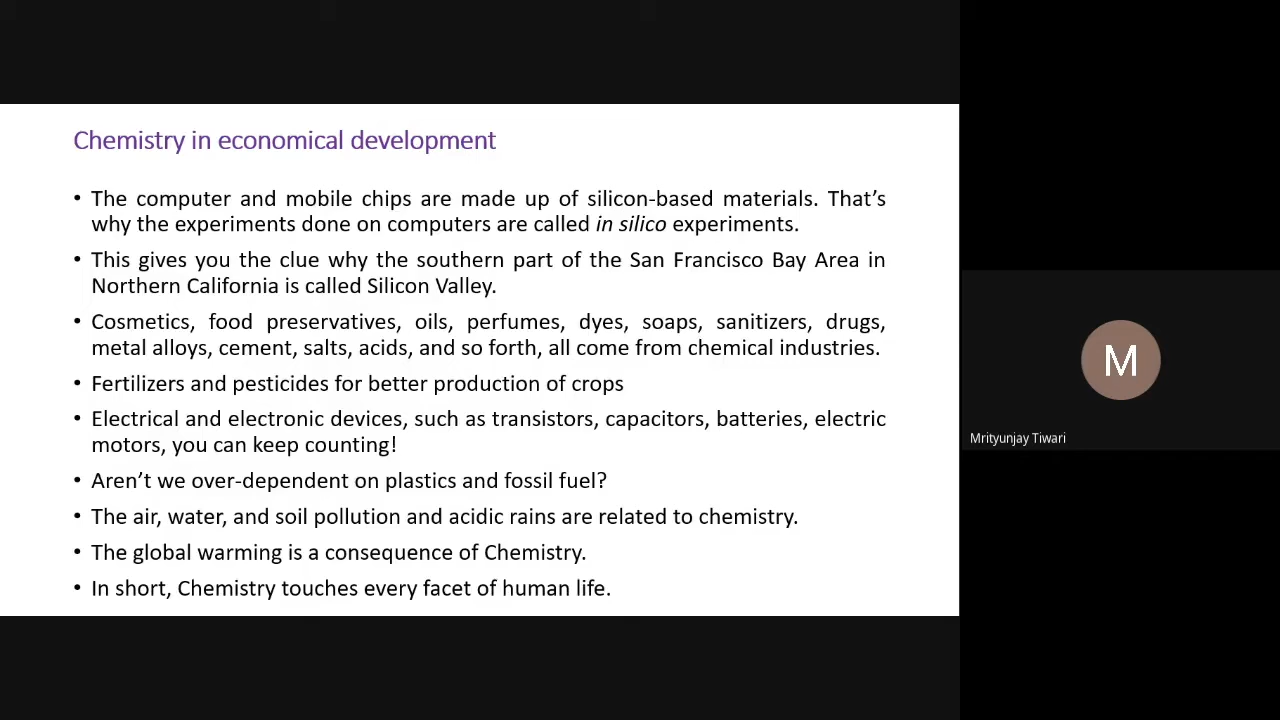 Chemistry in economical development
• The computer and mobile chips are made up of silicon-based materials. That’s
why the experiments done on computers are called in silico experiments.
• This gives you the clue why the southern part of the San Francisco Bay Area in
Northern California is called Silicon Valley.
• Cosmetics, food preservatives, oils, perfumes, dyes, soaps, sanitizers, drugs,
metal alloys, cement, salts, acids, and so forth, all come from chemical industries.
• Fertilizers and pesticides for better production of crops
• Electrical and electronic devices, such as transistors, capacitors, batteries, electric
motors, you can keep counting!
• Aren’t we over-dependent on plastics and fossil fuel?
• The air, water, and soil pollution and acidic rains are related to chemistry.
• The global warming is a consequence of Chemistry.
• In short, Chemistry touches every facet of human life.
M
Mrityunjay Tiwari